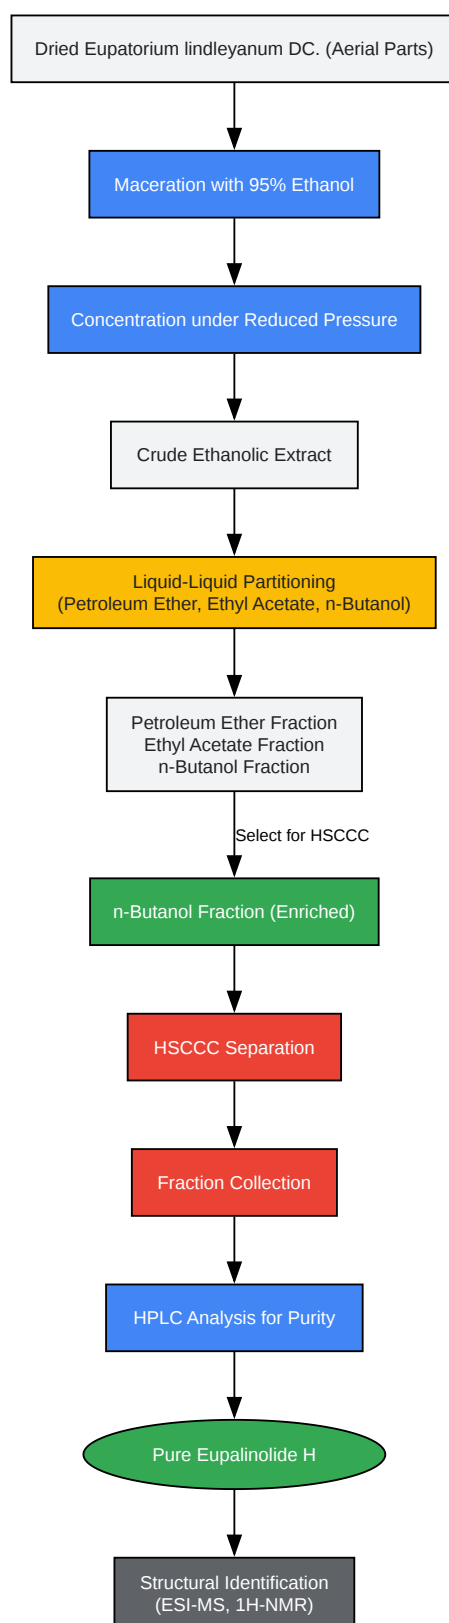 Dried Eupatorium lindleyanum DC. (Aerial Parts)
Maceration with 95% Ethanol
Concentration under Reduced Pressure
Crude Ethanolic Extract
Liquid-Liquid Partitioning
(Petroleum Ether, Ethyl Acetate, n-Butanol)
Petroleum Ether Fraction
Ethyl Acetate Fraction
n-Butanol Fraction
Select for HSCCC
n-Butanol Fraction (Enriched)
HSCCC Separation
Fraction Collection
HPLC Analysis for Purity
Pure Eupalinolide H
Structural Identification
(ESI-MS, 1H-NMR)